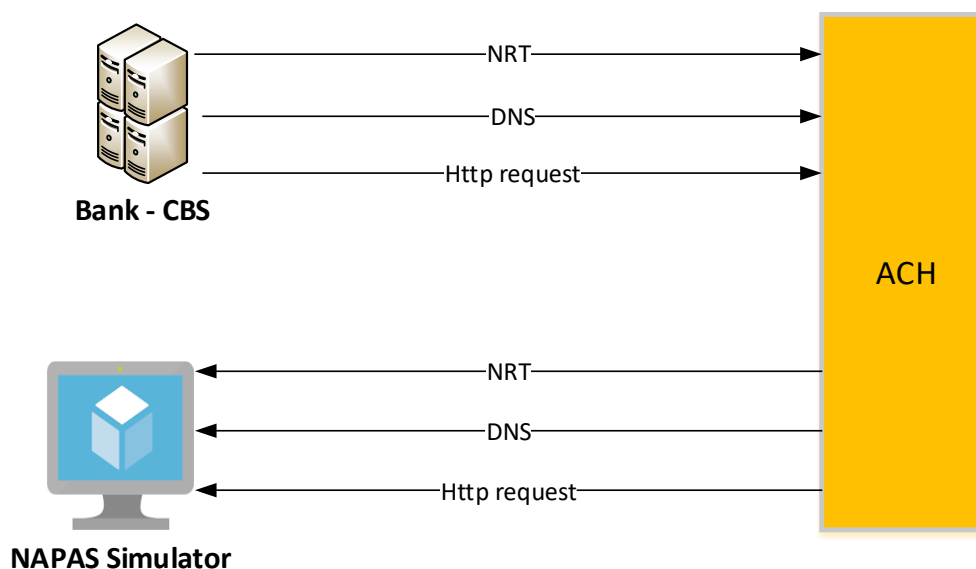 NRT
DNS
Http request
Bank - CBS
ACH
NRT
DNS
Http request
NAPAS Simulator